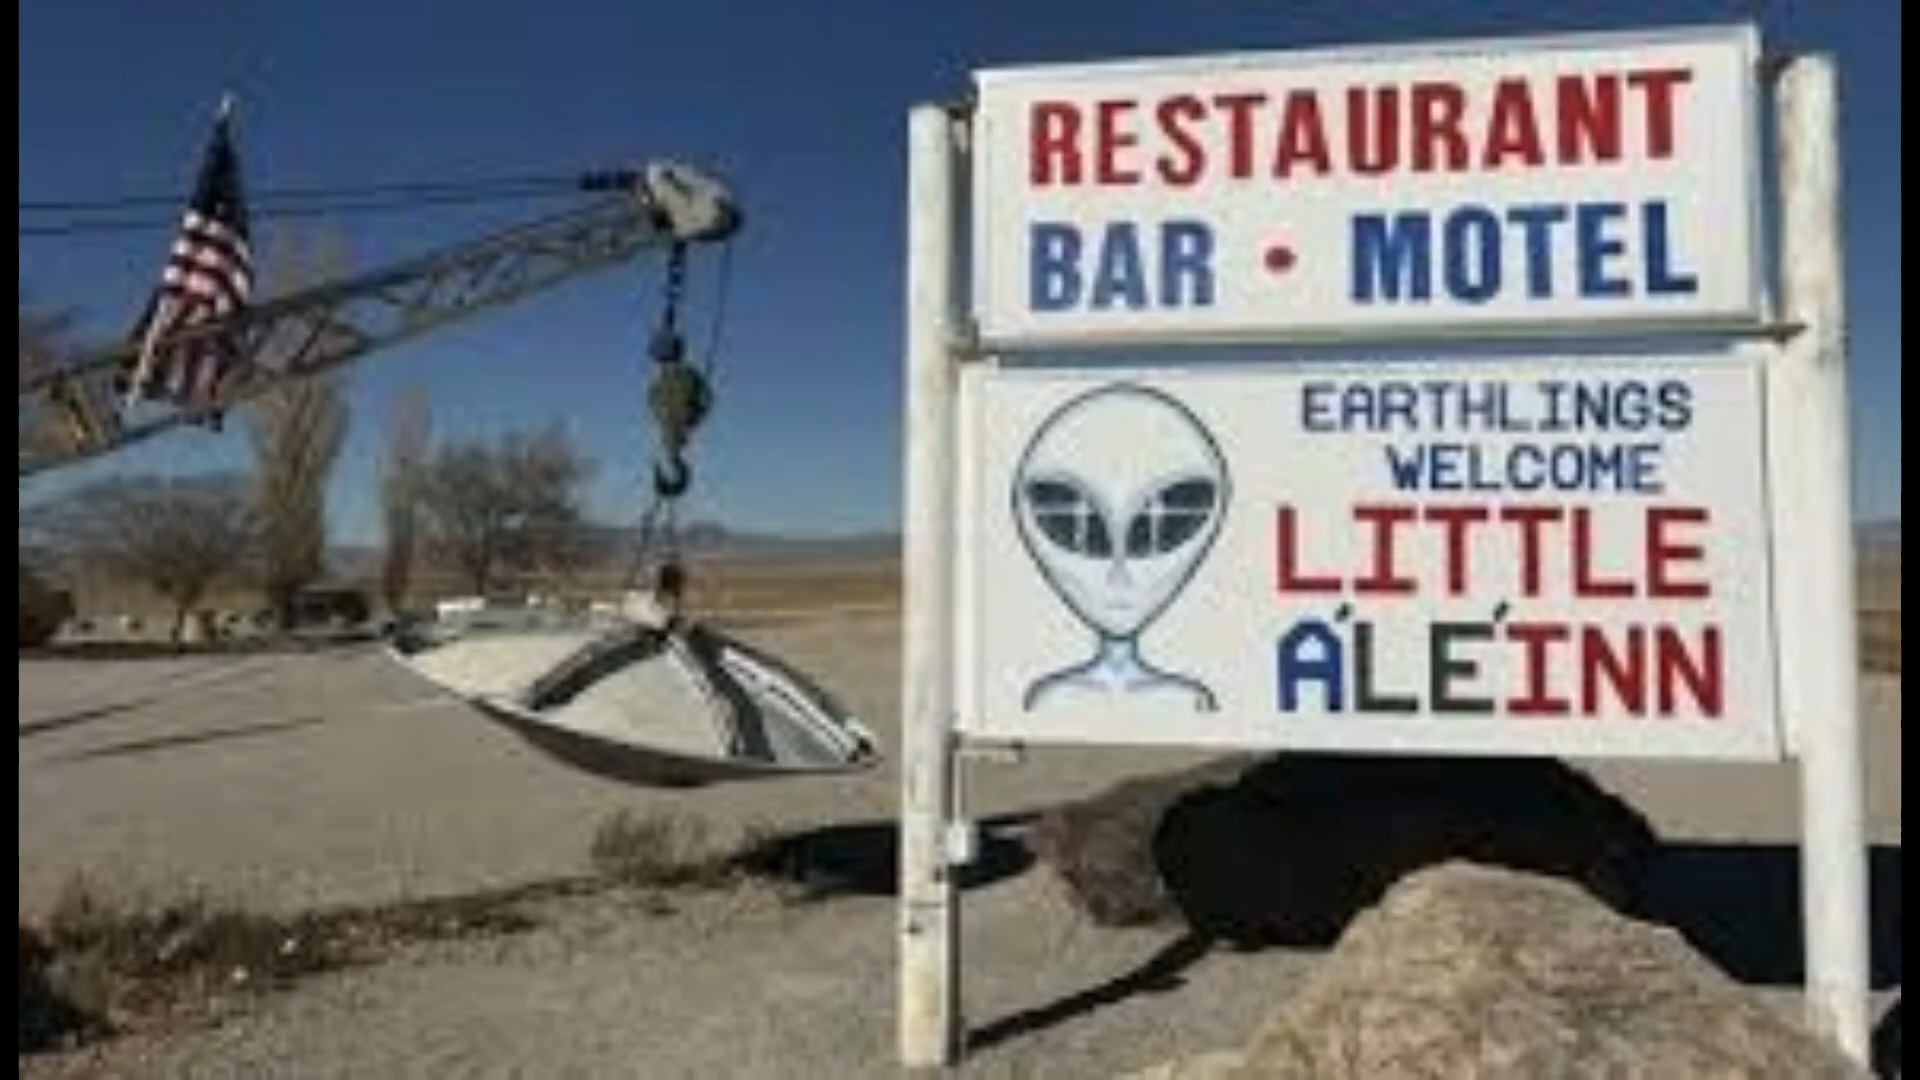 RESTAURANT
BAR • MOTEL
EARTHLINGS
WELCOME
LITTLE
A'LE'INN